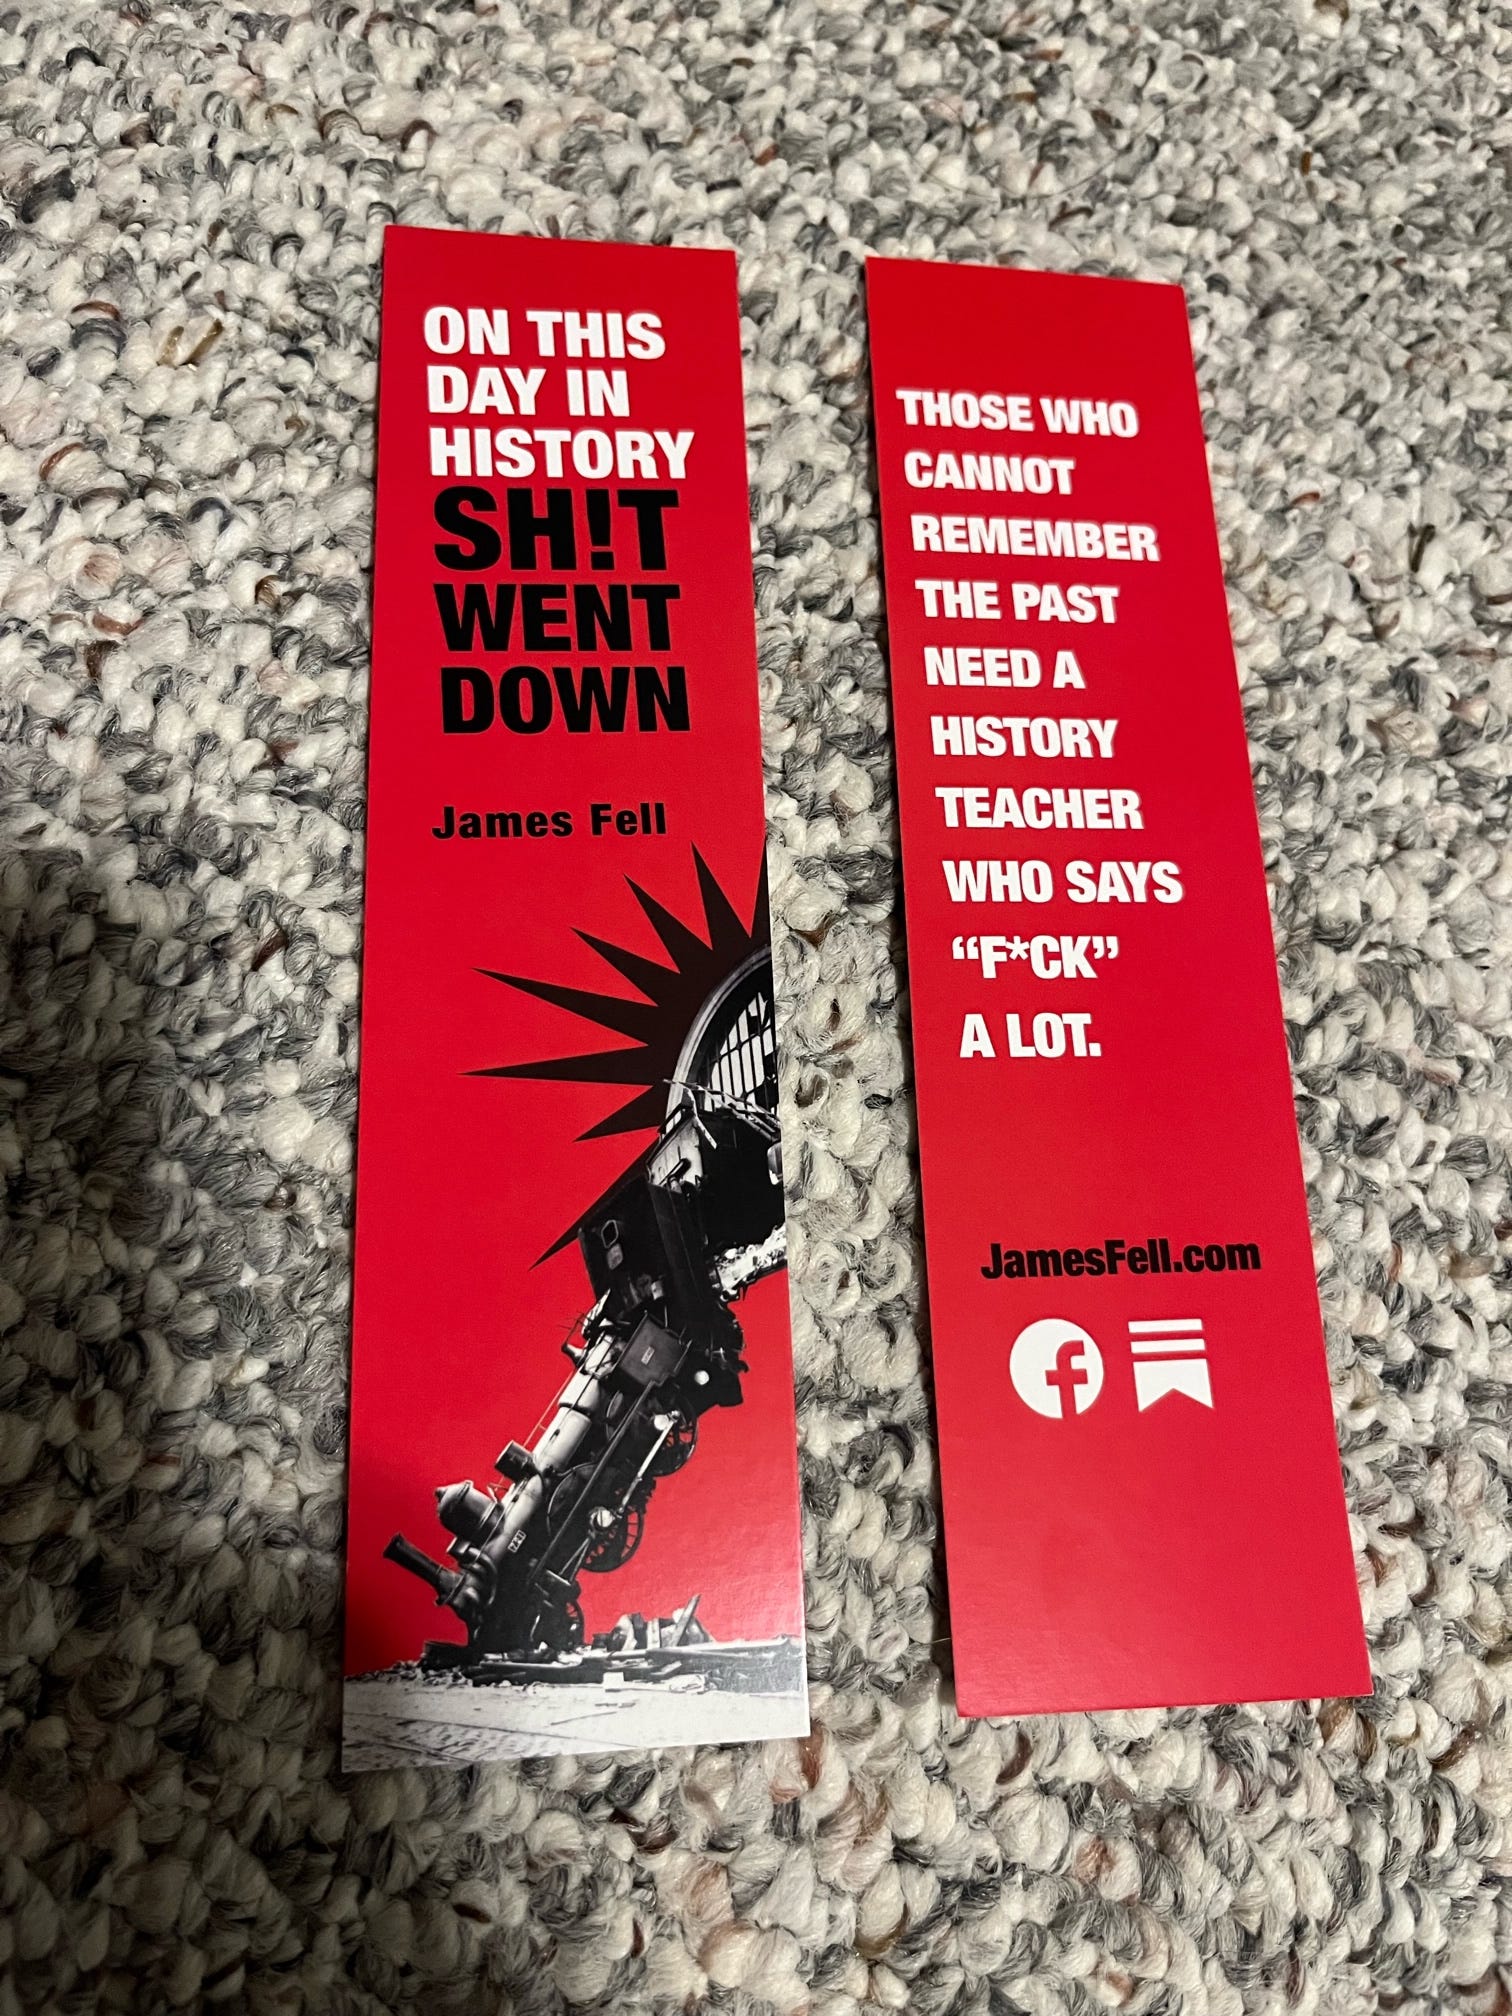 ON THIS
DAY IN
HISTORY
SH!T
WENT
DOWN
James Fell
THOSE WHO
CANNOT
REMEMBER
THE PAST
NEED A
HISTORY
TEACHER
WHO SAYS
“F*CK”
A LOT.
JamesFell.com